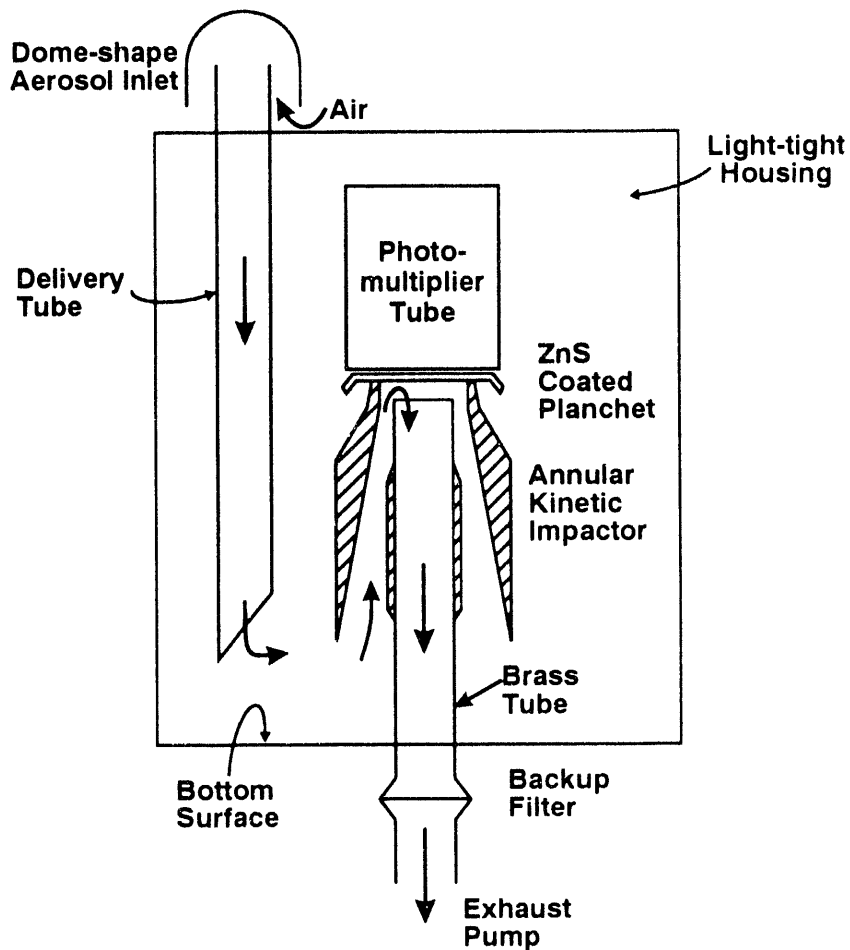 Dome-shape
Aerosol Inlet
Air
Light-tight
Housing
Photo-
multiplier
Tube
Delivery
Tube
ZnS
Coated
Planchet
Annular
Kinetic
Impactor
Brass
Tube
Bottom
Surface
Backup
Filter
Exhaust
Pump